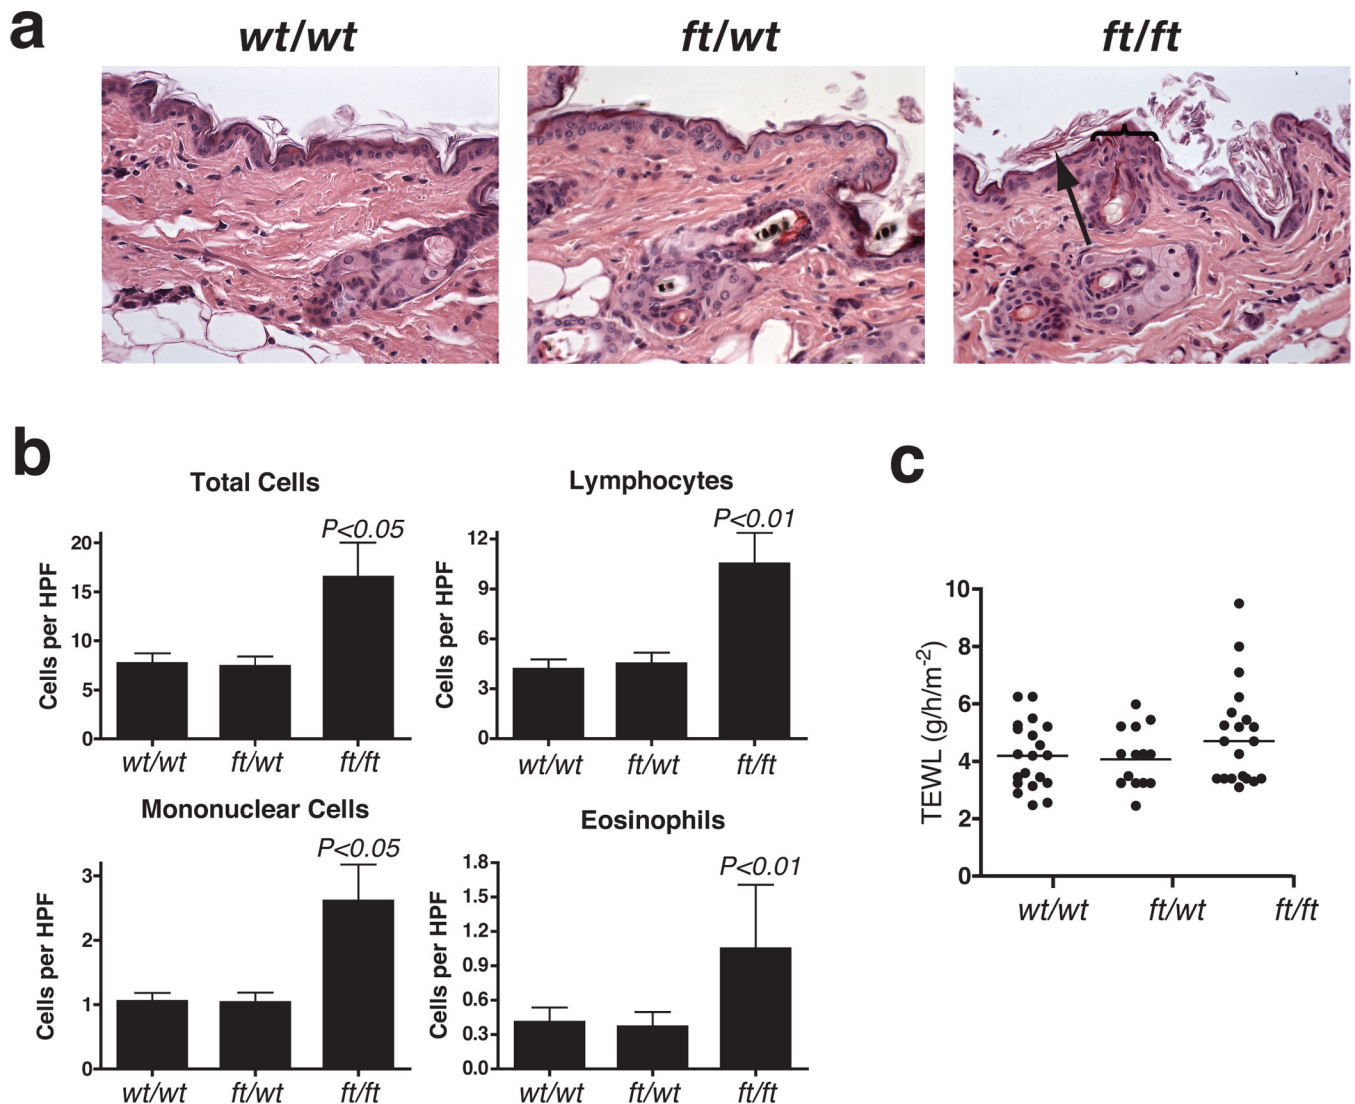 a
wt/wt ft/wt ft/ft
b
Total Cells
Cells per HPF
P<0.05
20
15
10
5
0
wt/wt ft/wt ft/ft
Lymphocytes
Cells per HPF
P<0.01
12
9
6
3
0
wt/wt ft/wt ft/ft
Mononuclear Cells
Cells per HPF
P<0.05
3
2
1
0
wt/wt ft/wt ft/ft
Eosinophils
Cells per HPF
P<0.01
1.8
1.5
1.2
0.9
0.6
0.3
0.0
wt/wt ft/wt ft/ft
c
TEWL (g/h/m⁻²)
10
8
6
4
2
0
wt/wt ft/wt ft/ft